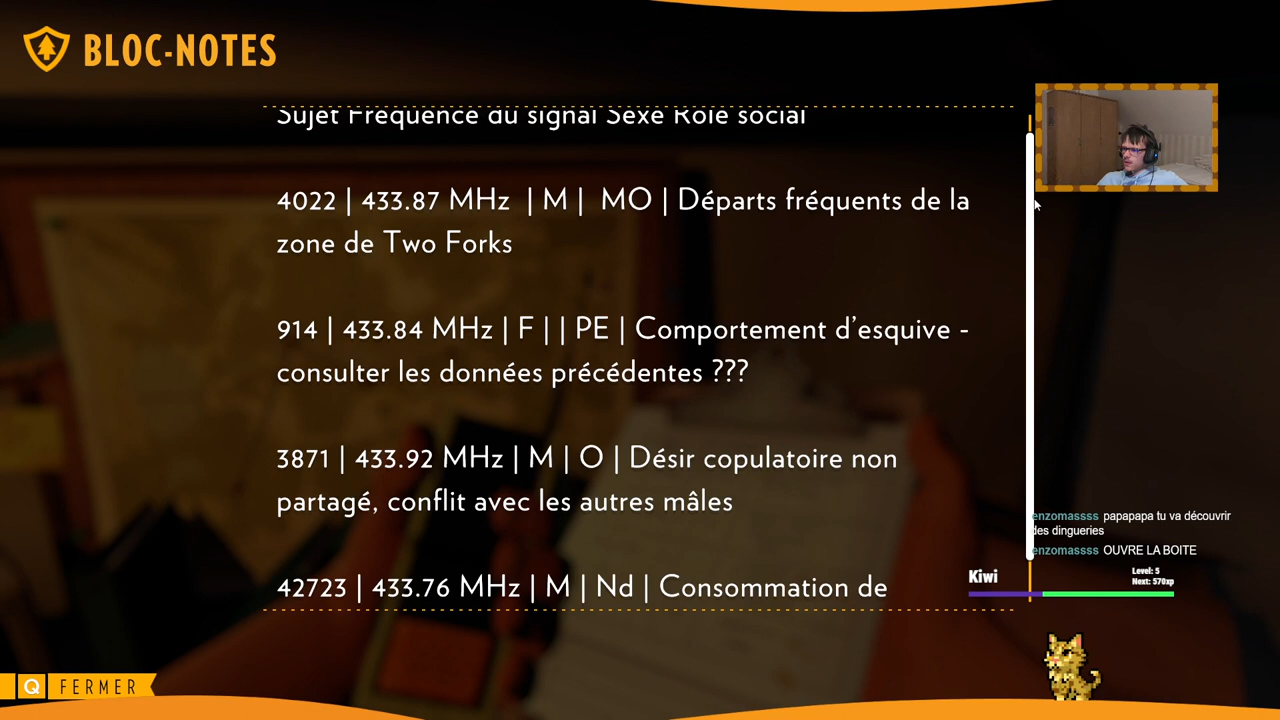 BLOC-NOTES
Sujet Fréquence du signal Sexe Rôle social
4022 | 433.87 MHz | M | MO | Départs fréquents de la
zone de Two Forks
914 | 433.84 MHz | F | | PE | Comportement d'esquive -
consulter les données précédentes ???
3871 | 433.92 MHz | M | O | Désir copulatoire non
partagé, conflit avec les autres mâles
42723 | 433.76 MHz | M | Nd | Consommation de
enzomassss papapapa tu va découvrir
des dingueries
enzomassss OUVRE LA BOITE
Kiwi
Level: 5
Next: 570xp
Q FERMER